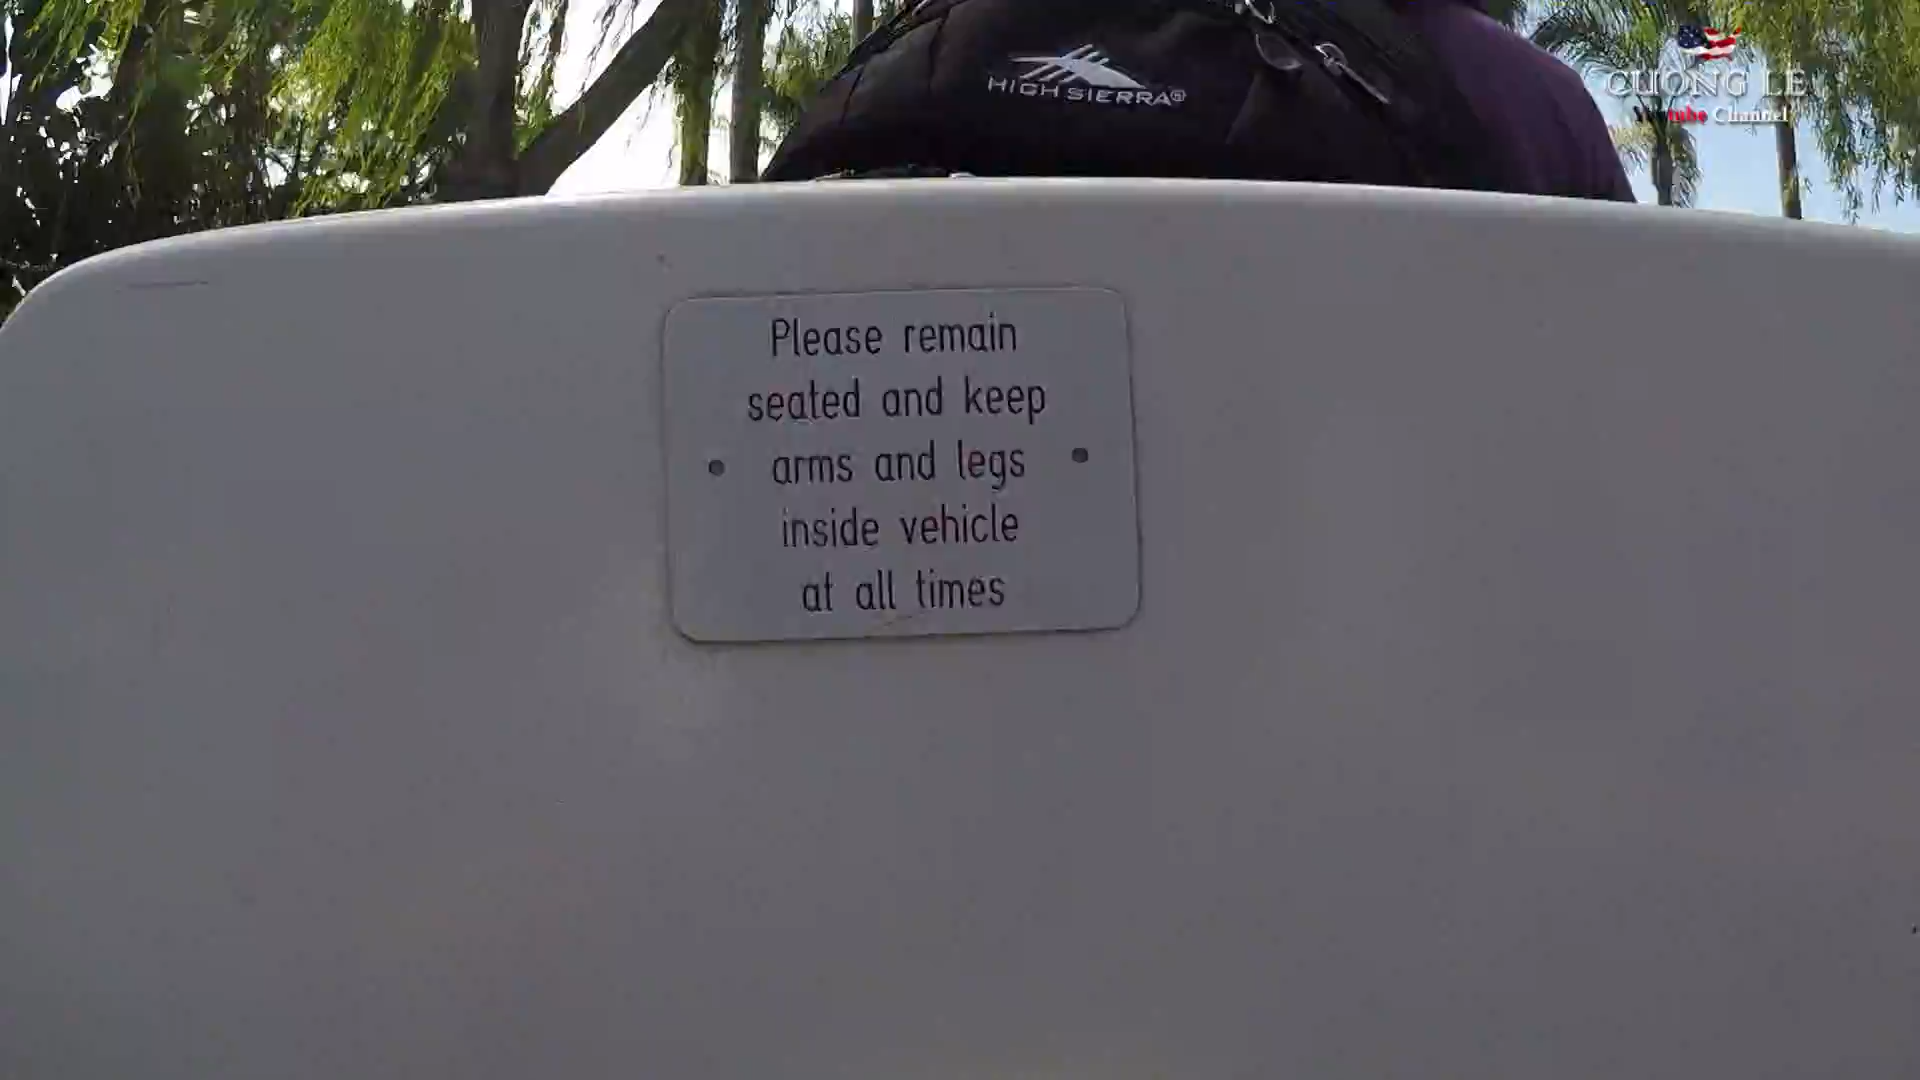 HIGH SIERRA®
CUONG LE
Youtube Channel
Please remain
seated and keep
arms and legs
inside vehicle
at all times